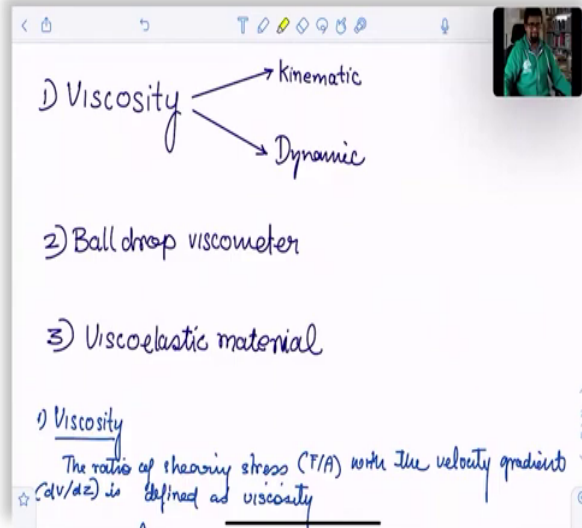 1) Viscosity
Kinematic
Dynamic
2) Ball drop viscometer
3) Viscoelastic material
1) Viscosity
The ratio of shearing stress (F/A) with the velocity gradient
(dv/dz) is defined as viscosity